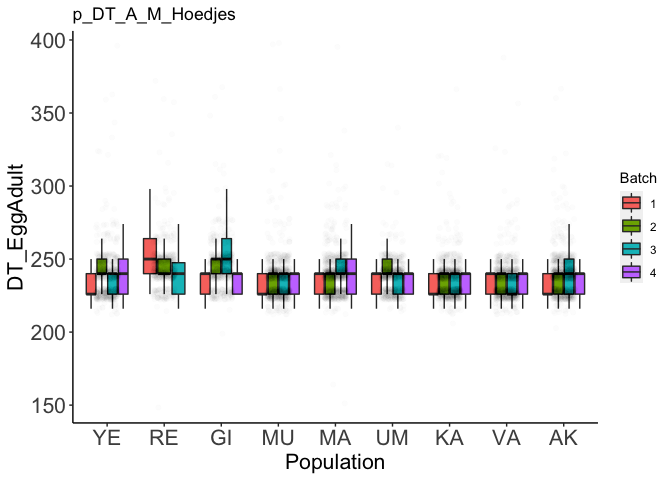 p_DT_A_M_Hoedjes
DT_EggAdult
400
350
300
250
200
150
YE RE GI MU MA UM KA VA AK
Population
Batch
1
2
3
4